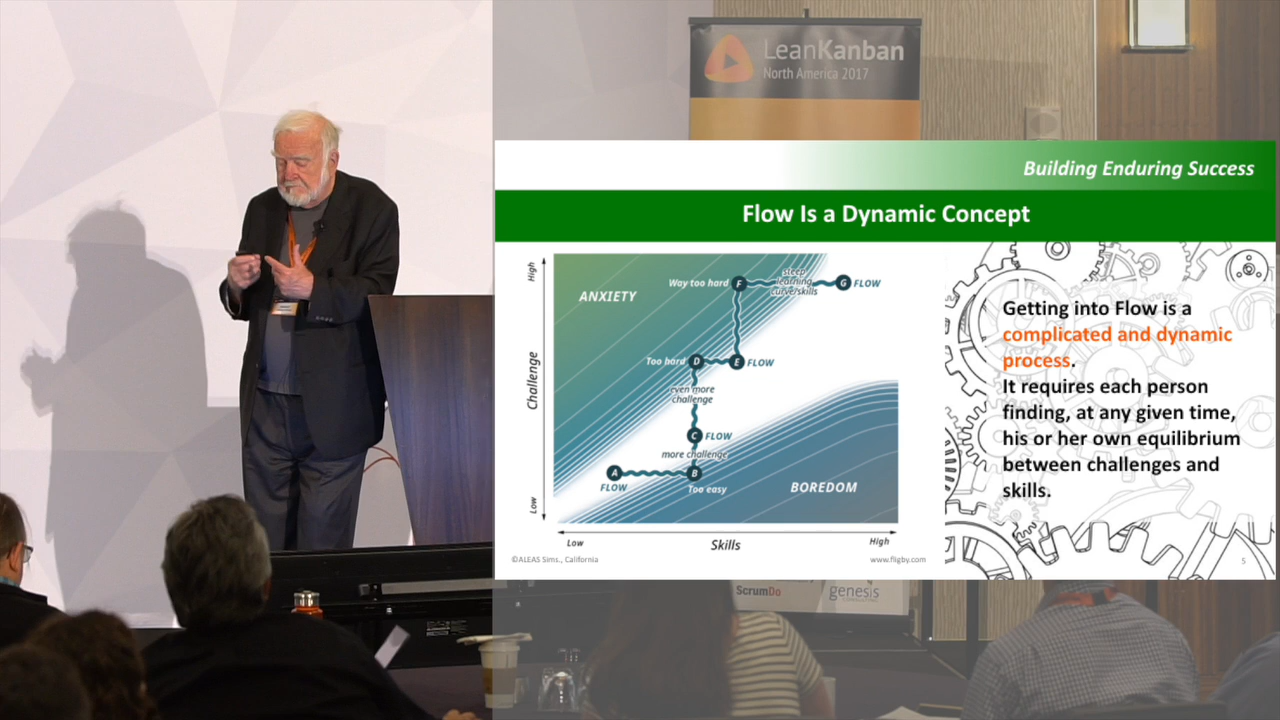 LeanKanban
North America 2017
Building Enduring Success
Flow Is a Dynamic Concept
High
Challenge
Low
ANXIETY
Way too hard
F
steep
learning
curve/skills
G
FLOW
Too hard
D
E
FLOW
even more
challenge
C
FLOW
more challenge
A
FLOW
B
Too easy
BOREDOM
Low
Skills
High
©ALEAS Sims., California
www.fligby.com
Getting into Flow is a
complicated and dynamic
process.
It requires each person
finding, at any given time,
his or her own equilibrium
between challenges and
skills.
5
ScrumDo
genesis